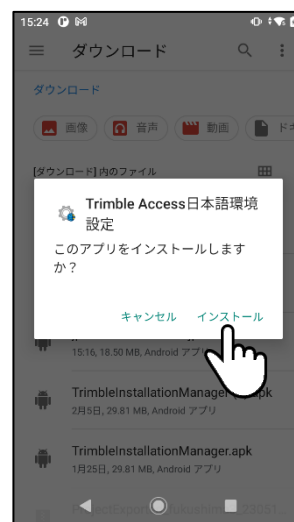 15:24
ダウンロード
ダウンロード
画像
音声
動画
ドキ
[ダウンロード] 内のファイル
Trimble Access日本語環境
設定
このアプリをインストールします
か？
キャンセル
インストール
15:16, 18.50 MB, Android アプリ
TrimbleInstallationManager
pk
2月5日, 29.81 MB, Android アプリ
TrimbleInstallationManager.apk
1月25日, 29.81 MB, Android アプリ